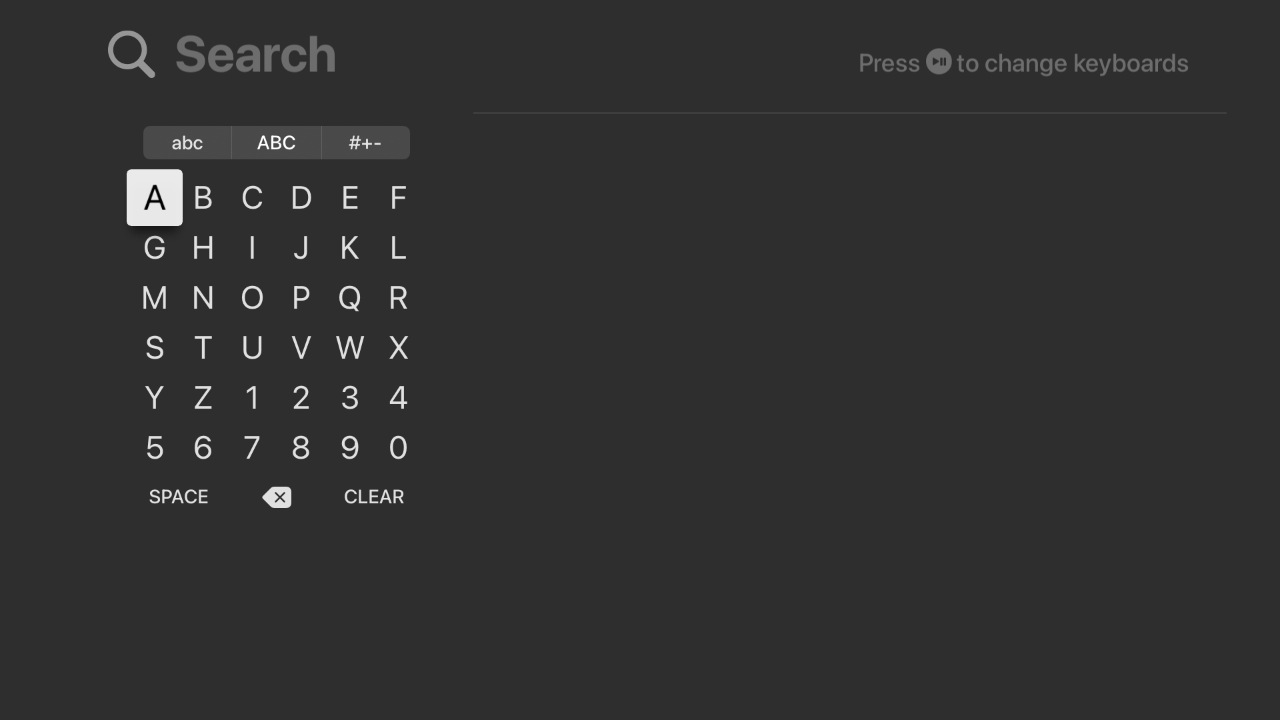 Search
Press to change keyboards
abc ABC #+-
A B C D E F
G H I J K L
M N O P Q R
S T U V W X
Y Z 1 2 3 4
5 6 7 8 9 0
SPACE CLEAR